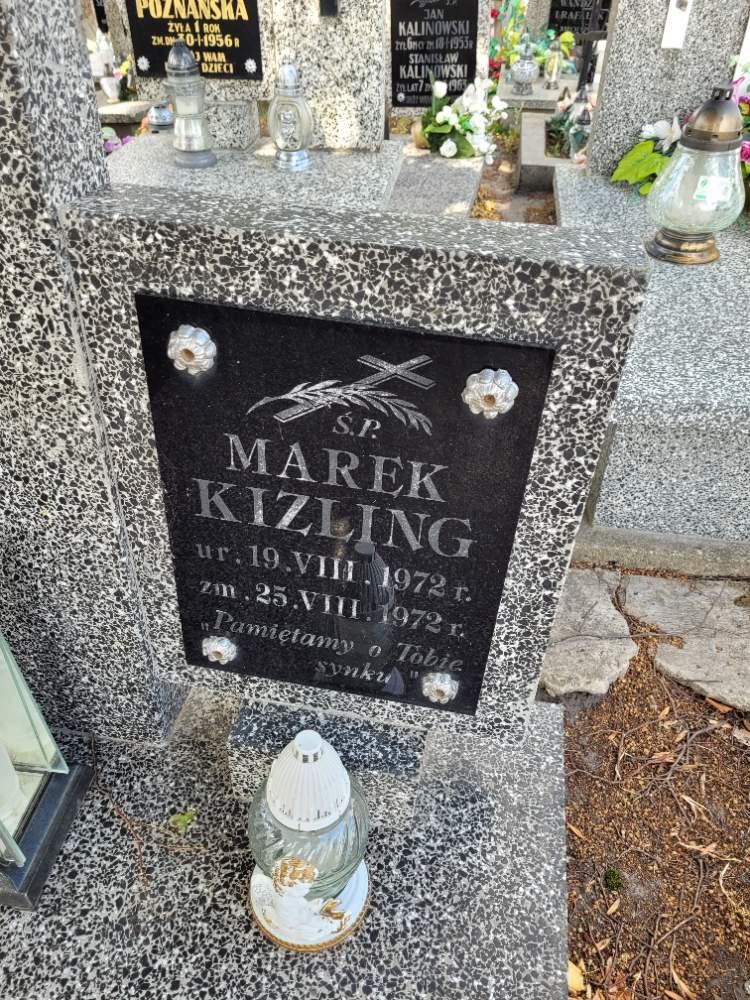 POZNAŃSKA
ŻYŁA 1 ROK
JAN
KALINOWSKI
STANISŁAW
KALINOWSKI
Ś.P.
MAREK
KIZLING
ur. 19.VIII.1972 r.
zm. 25.VIII.1972 r.
„Pamiętamy o Tobie
synku"